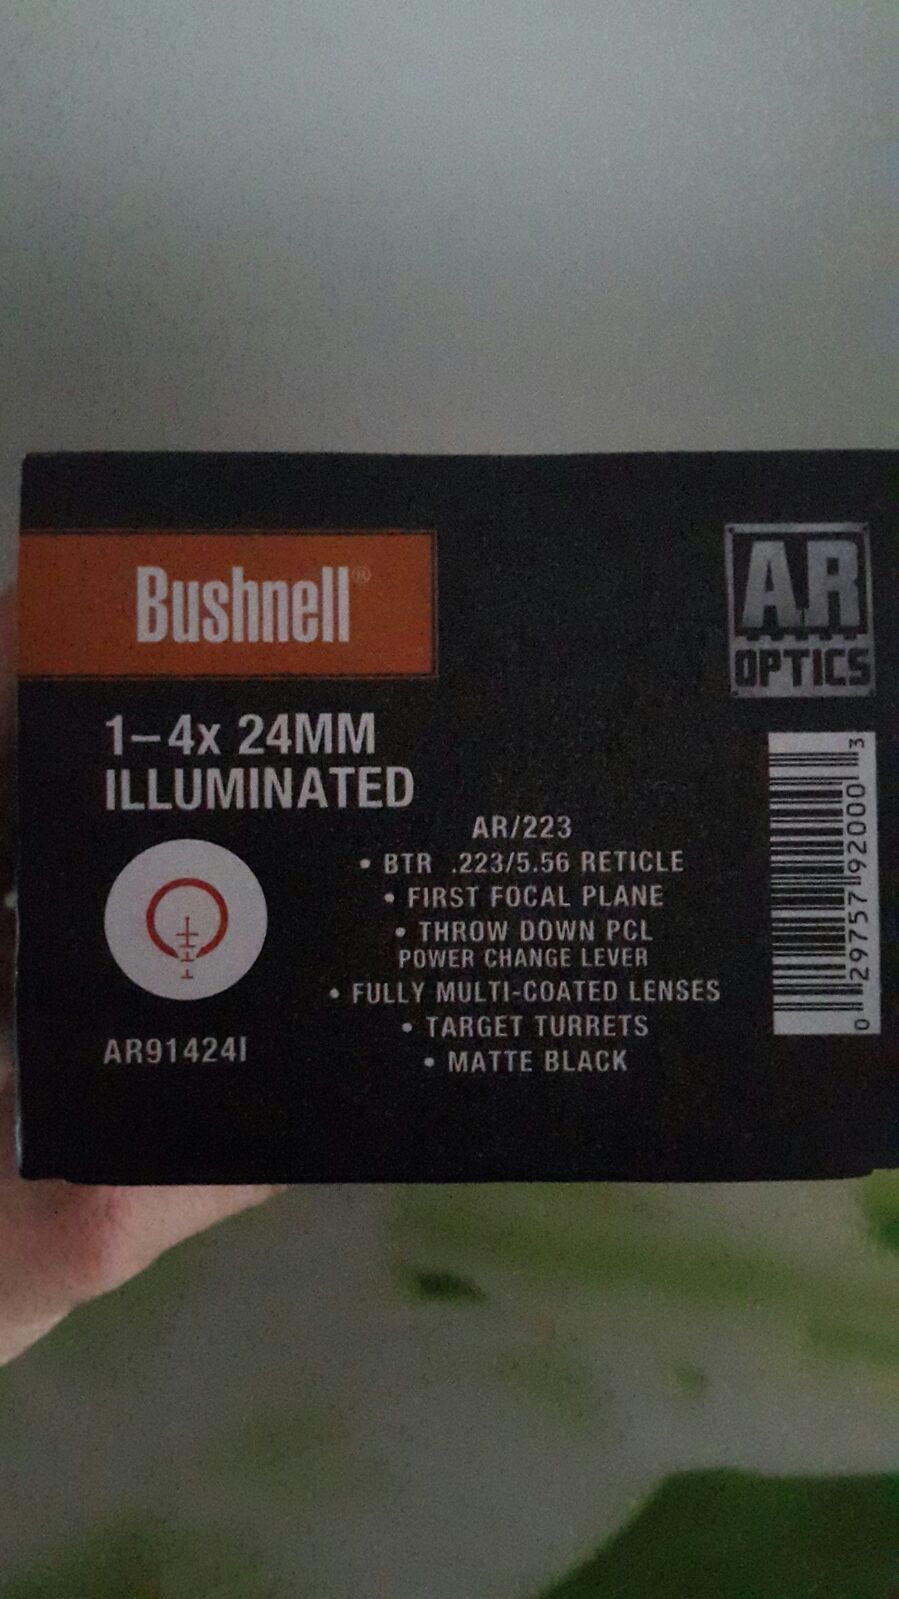 Bushnell®
AR
OPTICS
1–4x 24MM
ILLUMINATED
AR/223
• BTR .223/5.56 RETICLE
• FIRST FOCAL PLANE
• THROW DOWN PCL
POWER CHANGE LEVER
• FULLY MULTI-COATED LENSES
• TARGET TURRETS
• MATTE BLACK
AR91424I
0 29757 92000 3